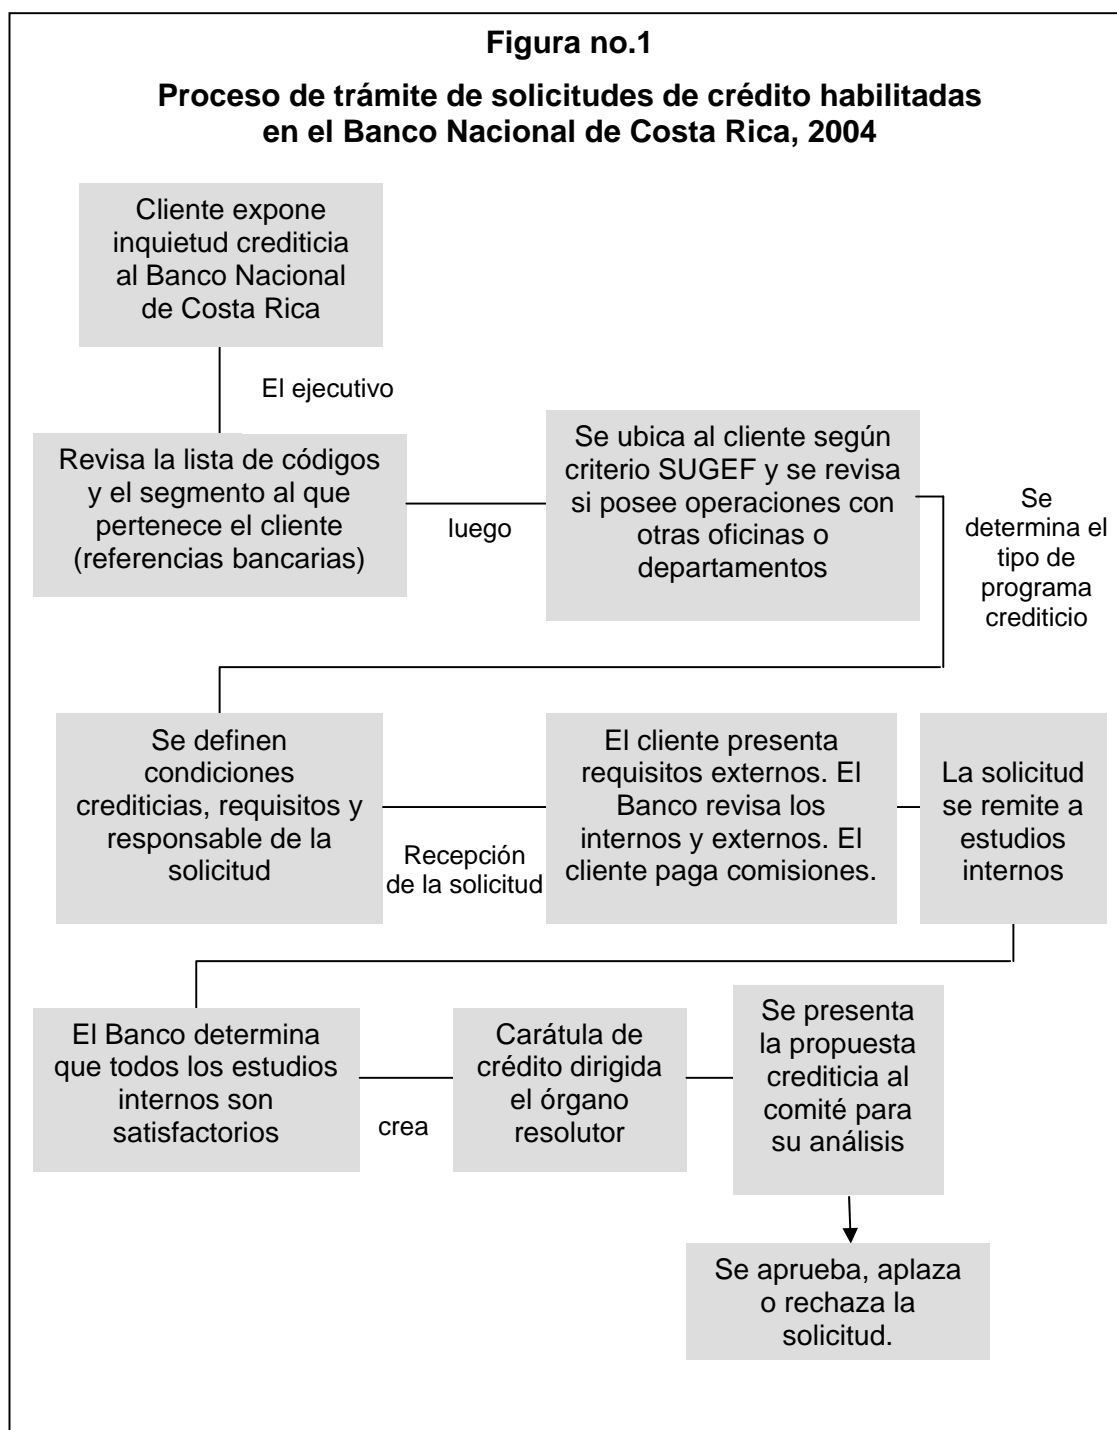 Figura no.1
Proceso de trámite de solicitudes de crédito habilitadas
en el Banco Nacional de Costa Rica, 2004
Cliente expone
inquietud crediticia
al Banco Nacional
de Costa Rica
El ejecutivo
Revisa la lista de códigos
y el segmento al que
pertenece el cliente
(referencias bancarias)
luego
Se ubica al cliente según
criterio SUGEF y se revisa
si posee operaciones con
otras oficinas o
departamentos
Se
determina el
tipo de
programa
crediticio
Se definen
condiciones
crediticias, requisitos y
responsable de la
solicitud
Recepción
de la solicitud
El cliente presenta
requisitos externos. El
Banco revisa los
internos y externos. El
cliente paga comisiones.
La solicitud
se remite a
estudios
internos
El Banco determina
que todos los estudios
internos son
satisfactorios
crea
Carátula de
crédito dirigida
el órgano
resolutor
Se presenta
la propuesta
crediticia al
comité para
su análisis
Se aprueba, aplaza
o rechaza la
solicitud.